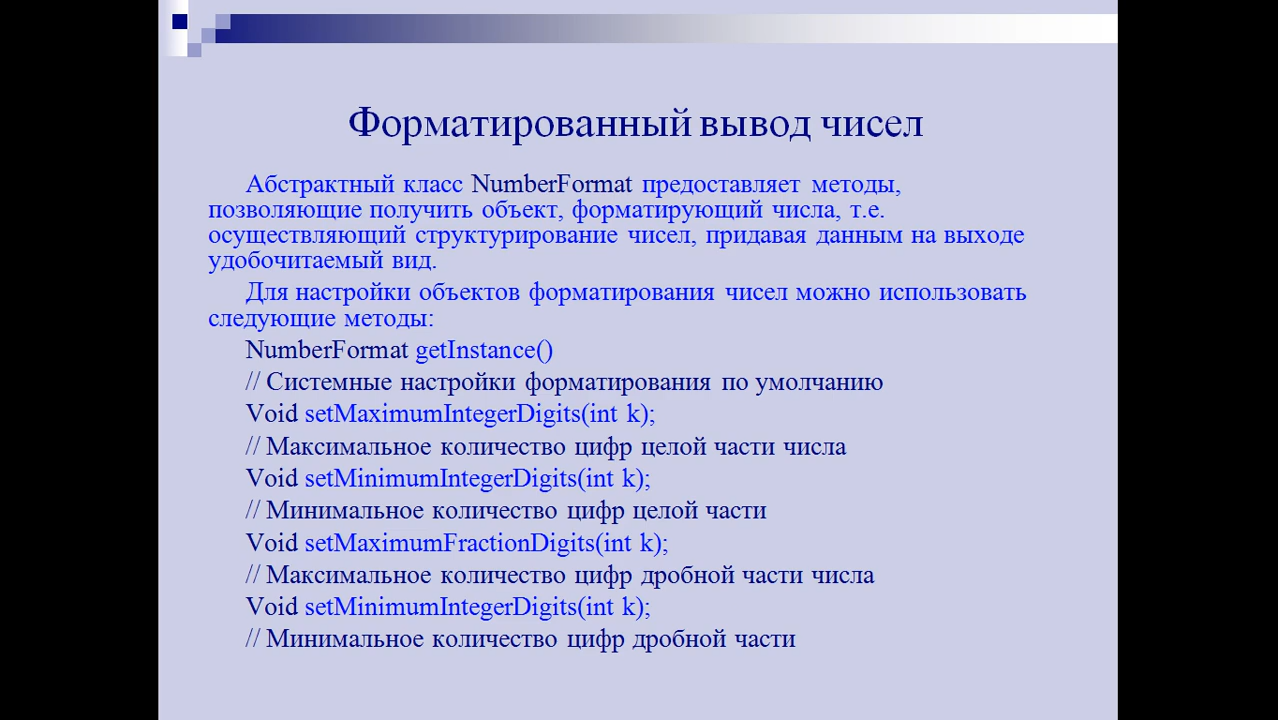 Форматированный вывод чисел
Абстрактный класс NumberFormat предоставляет методы,
позволяющие получить объект, форматирующий числа, т.е.
осуществляющий структурирование чисел, придавая данным на выходе
удобочитаемый вид.
Для настройки объектов форматирования чисел можно использовать
следующие методы:
NumberFormat getInstance()
// Системные настройки форматирования по умолчанию
Void setMaximumIntegerDigits(int k);
// Максимальное количество цифр целой части числа
Void setMinimumIntegerDigits(int k);
// Минимальное количество цифр целой части
Void setMaximumFractionDigits(int k);
// Максимальное количество цифр дробной части числа
Void setMinimumIntegerDigits(int k);
// Минимальное количество цифр дробной части